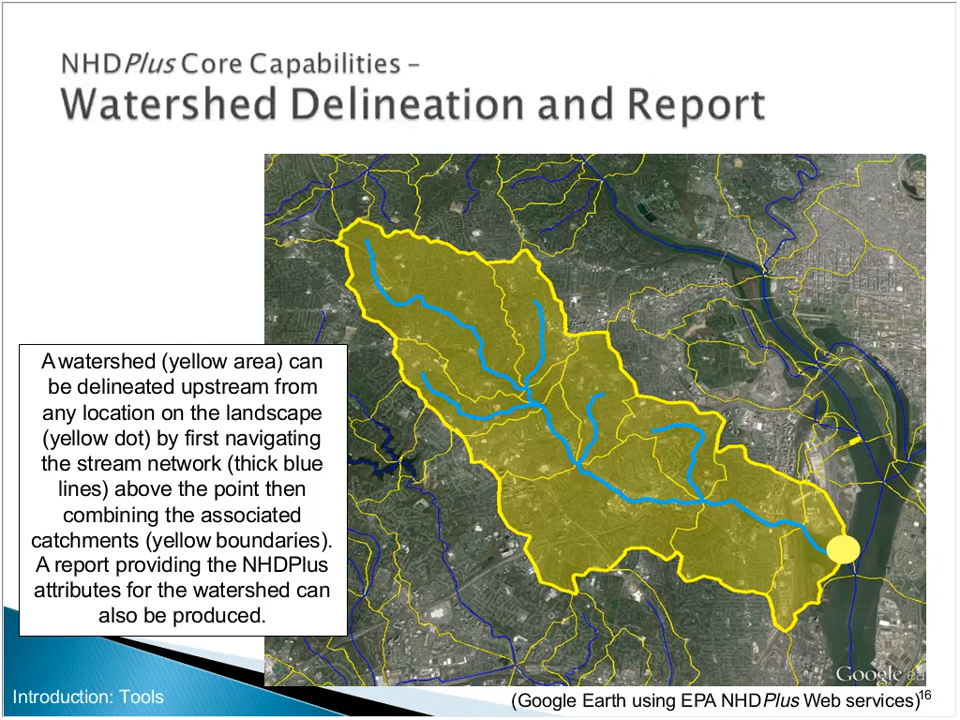 NHDPlus Core Capabilities –
Watershed Delineation and Report
A watershed (yellow area) can
be delineated upstream from
any location on the landscape
(yellow dot) by first navigating
the stream network (thick blue
lines) above the point then
combining the associated
catchments (yellow boundaries).
A report providing the NHDPlus
attributes for the watershed can
also be produced.
Google ea
Introduction: Tools
(Google Earth using EPA NHDPlus Web services)
16